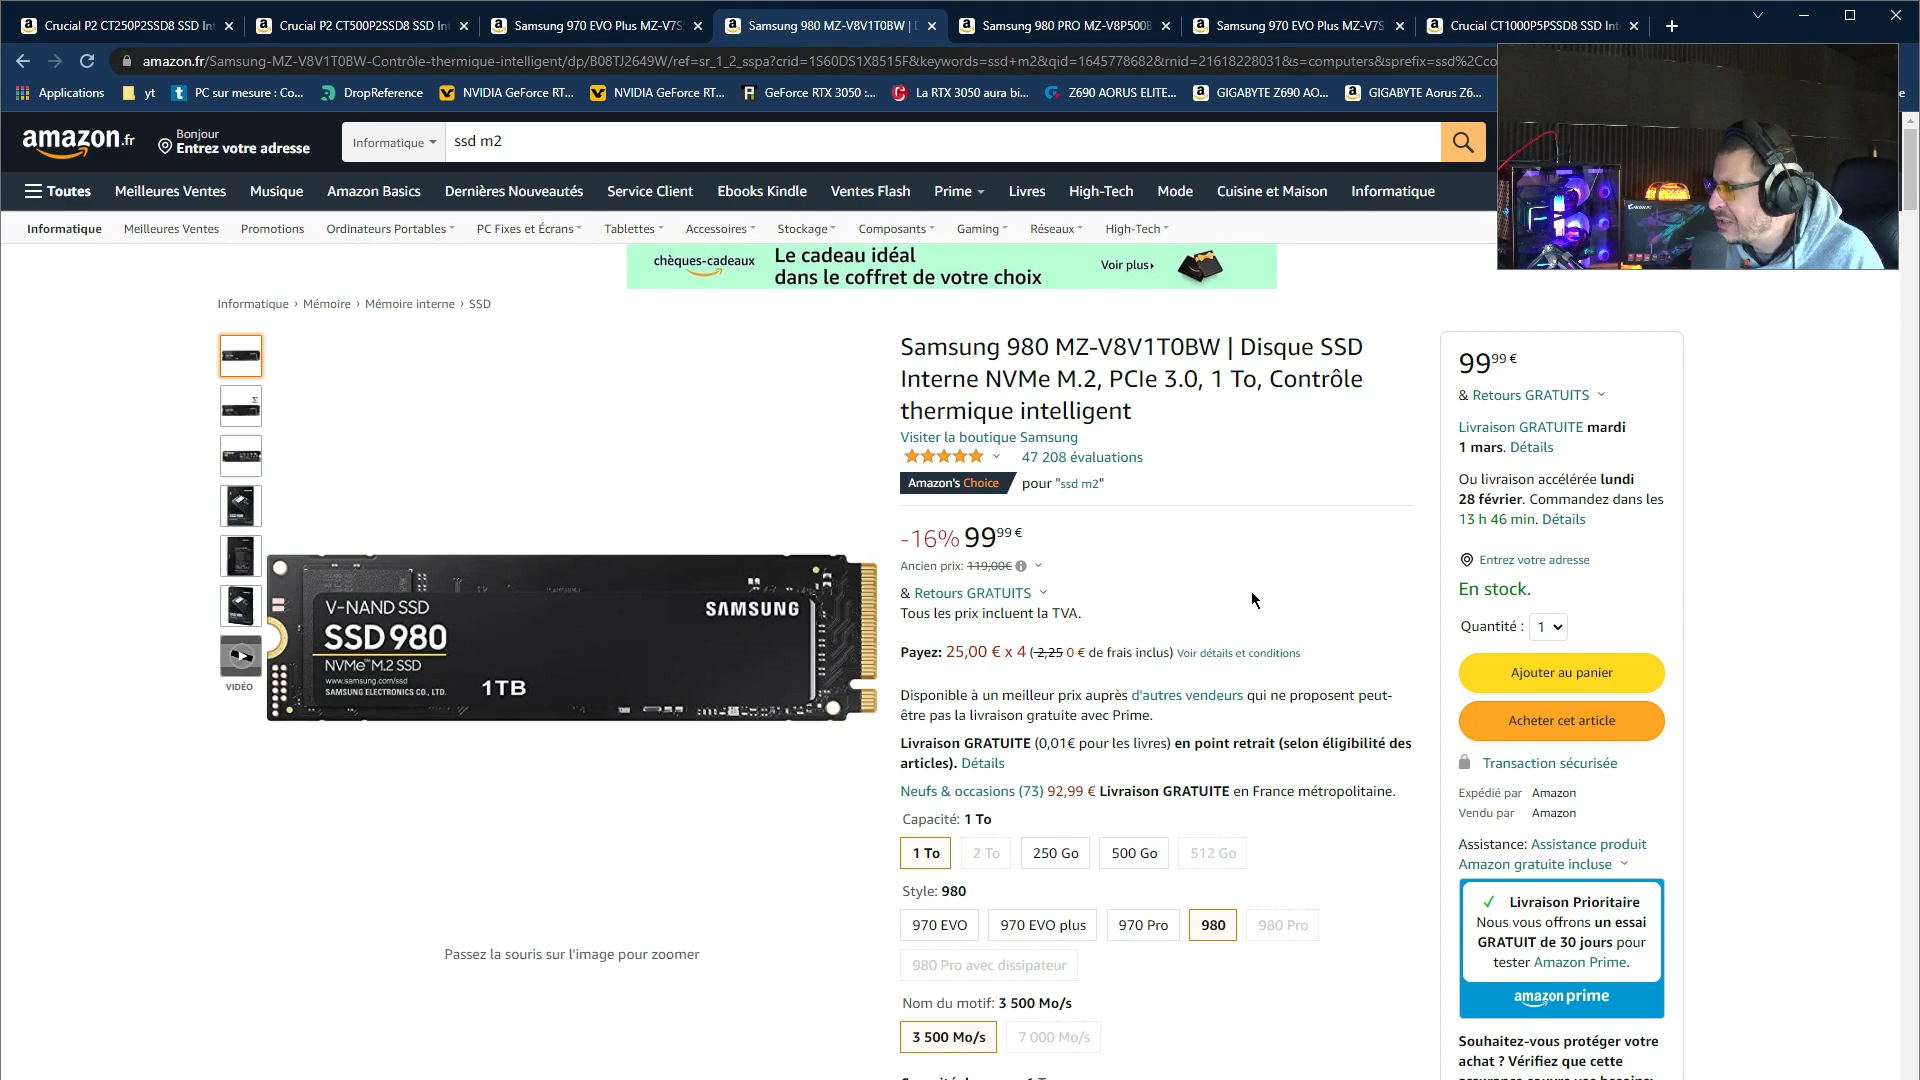 Crucial P2 CT250P2SSD8 SSD Int
Crucial P2 CT500P2SSD8 SSD Int
Samsung 970 EVO Plus MZ-V7S
Samsung 980 MZ-V8V1T0BW | D
Samsung 980 PRO MZ-V8P500B
Samsung 970 EVO Plus MZ-V7S
Crucial CT1000P5PSSD8 SSD Int
amazon.fr/Samsung-MZ-V8V1T0BW-Contrôle-thermique-intelligent/dp/B08TJ2649W/ref=sr_1_2_sspa?crid=1S60DS1X8515F&keywords=ssd+m2&qid=1645778682&rnid=21618228031&s=computers&sprefix=ssd%2Cco
Applications yt PC sur mesure : Co... DropReference NVIDIA GeForce RT... NVIDIA GeForce RT... GeForce RTX 3050 :... La RTX 3050 aura bi... Z690 AORUS ELITE... GIGABYTE Z690 AO... GIGABYTE Aorus Z6...
amazon.fr
Bonjour
Entrez votre adresse
Informatique
ssd m2
Toutes Meilleures Ventes Musique Amazon Basics Dernières Nouveautés Service Client Ebooks Kindle Ventes Flash Prime Livres High-Tech Mode Cuisine et Maison Informatique
Informatique Meilleures Ventes Promotions Ordinateurs Portables PC Fixes et Écrans Tablettes Accessoires Stockage Composants Gaming Réseaux High-Tech
chèques-cadeaux
Le cadeau idéal
dans le coffret de votre choix
Voir plus
Informatique › Mémoire › Mémoire interne › SSD
VIDÉO
V-NAND SSD
SSD 980
NVMe™ M.2 SSD
www.samsung.com/ssd
SAMSUNG ELECTRONICS CO., LTD.
1TB
SAMSUNG
Passez la souris sur l'image pour zoomer
Samsung 980 MZ-V8V1T0BW | Disque SSD
Interne NVMe M.2, PCIe 3.0, 1 To, Contrôle
thermique intelligent
Visiter la boutique Samsung
47 208 évaluations
Amazon's Choice pour "ssd m2"
-16% 99,99 €
Ancien prix: 119,00€
& Retours GRATUITS
Tous les prix incluent la TVA.
Payez: 25,00 € x 4 (2,25 0 € de frais inclus) Voir détails et conditions
Disponible à un meilleur prix auprès d'autres vendeurs qui ne proposent peut-
être pas la livraison gratuite avec Prime.
Livraison GRATUITE (0,01€ pour les livres) en point retrait (selon éligibilité des
articles). Détails
Neufs & occasions (73) 92,99 € Livraison GRATUITE en France métropolitaine.
Capacité: 1 To
1 To 2 To 250 Go 500 Go 512 Go
Style: 980
970 EVO 970 EVO plus 970 Pro 980 980 Pro
980 Pro avec dissipateur
Nom du motif: 3 500 Mo/s
3 500 Mo/s 7 000 Mo/s
99,99 €
& Retours GRATUITS
Livraison GRATUITE mardi
1 mars. Détails
Ou livraison accélérée lundi
28 février. Commandez dans les
13 h 46 min. Détails
Entrez votre adresse
En stock.
Quantité : 1
Ajouter au panier
Acheter cet article
Transaction sécurisée
Expédié par Amazon
Vendu par Amazon
Assistance: Assistance produit
Amazon gratuite incluse
Livraison Prioritaire
Nous vous offrons un essai
GRATUIT de 30 jours pour
tester Amazon Prime.
amazon prime
Souhaitez-vous protéger votre
achat ? Vérifiez que cette